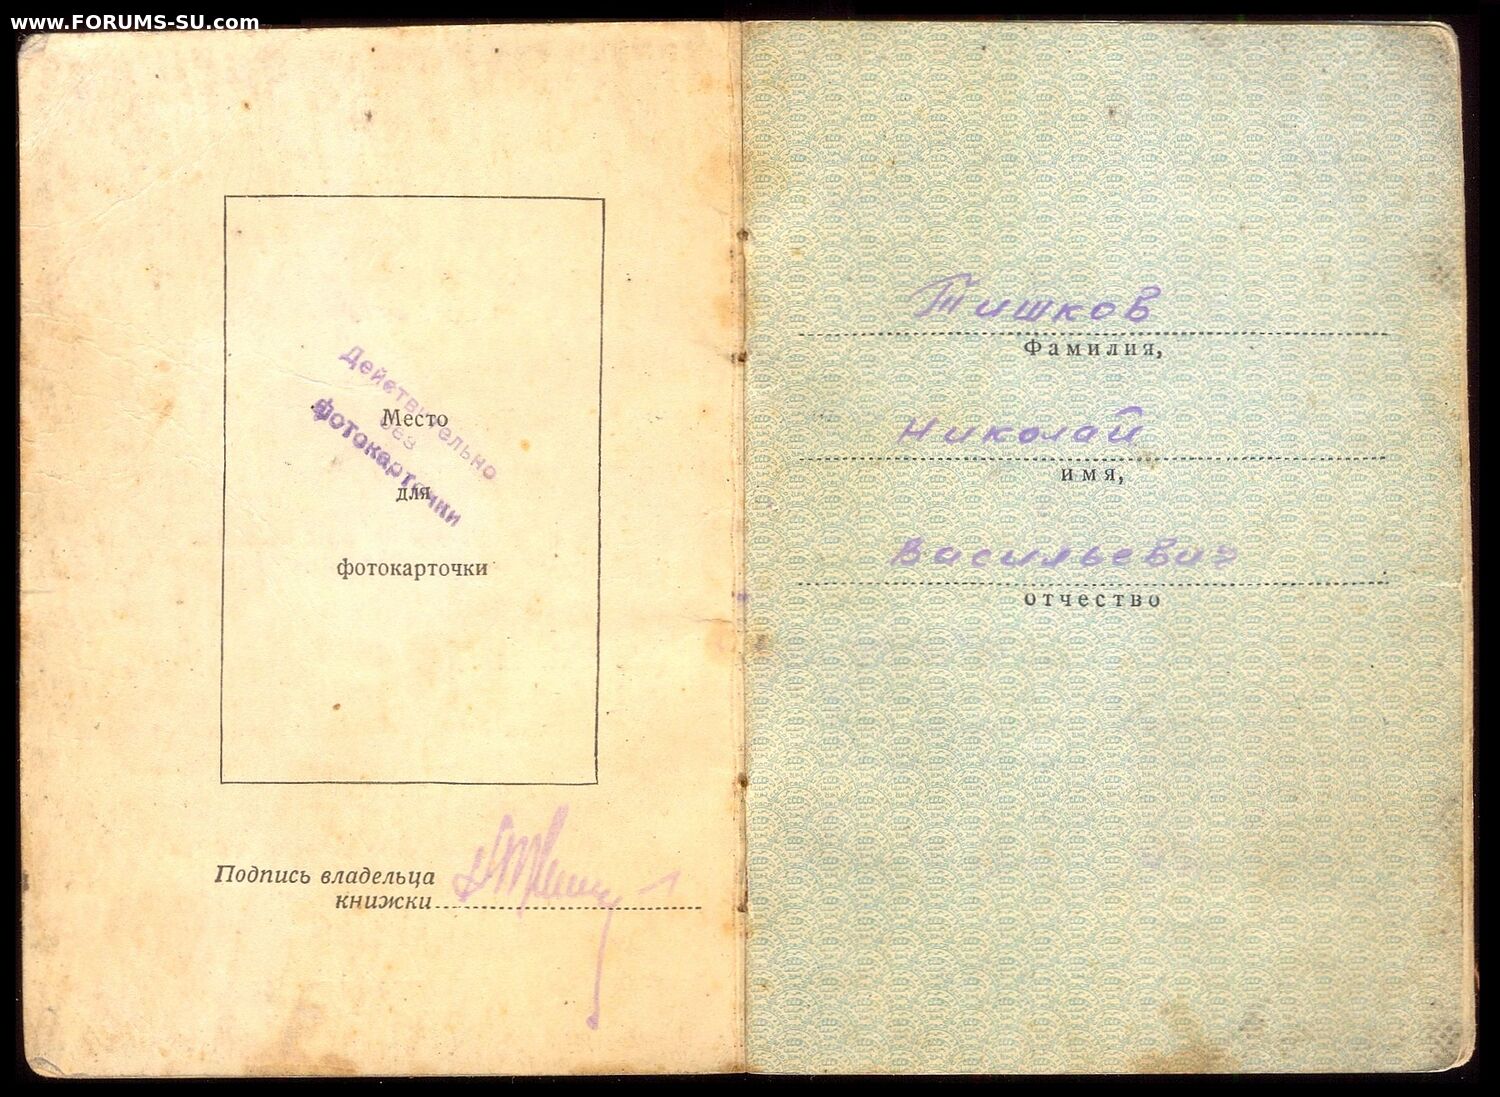 www.FORUMS-SU.com
Действительно
без
фотокарточки
Место
для
фотокарточки
Подпись владельца
книжки
Тишков
Фамилия,
Николай
имя,
Васильевич
отчество